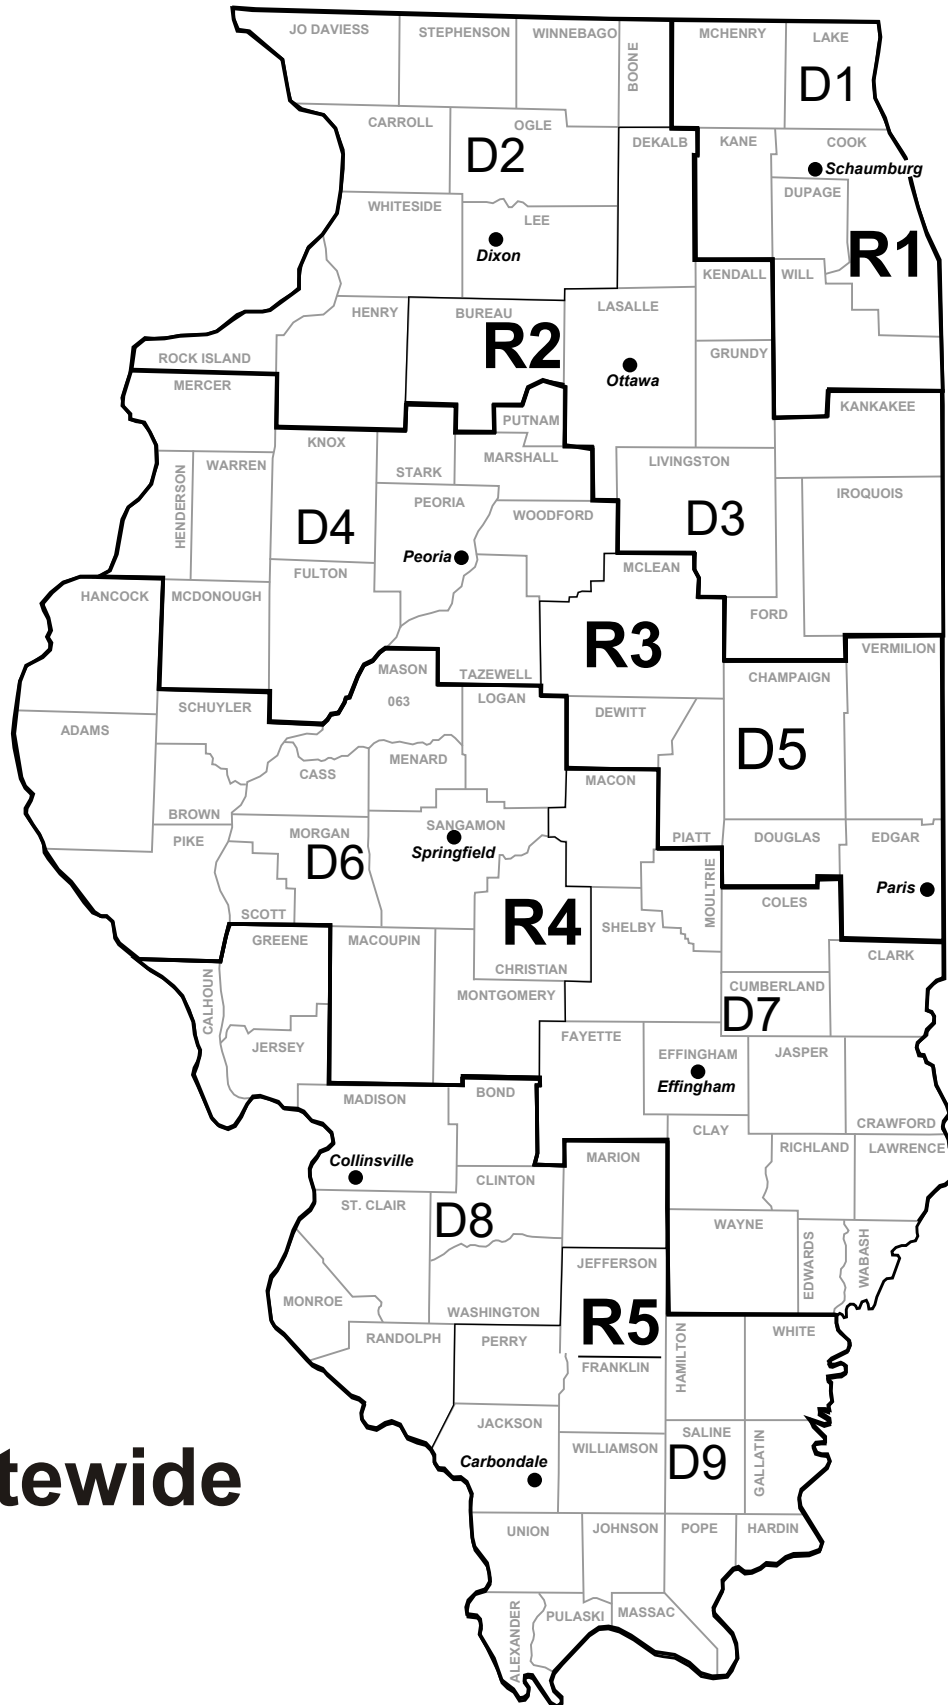 JO DAVIESS
STEPHENSON
WINNEBAGO
BOONE
MCHENRY
LAKE
D1
CARROLL
OGLE
D2
DEKALB
KANE
COOK
Schaumburg
DUPAGE
WHITESIDE
LEE
Dixon
R1
KENDALL
WILL
HENRY
BUREAU
R2
LASALLE
ROCK ISLAND
GRUNDY
Ottawa
MERCER
KANKAKEE
PUTNAM
KNOX
STARK
MARSHALL
LIVINGSTON
WARREN
HENDERSON
PEORIA
WOODFORD
IROQUOIS
D4
D3
Peoria
FULTON
MCLEAN
HANCOCK
MCDONOUGH
FORD
R3
VERMILION
MASON
TAZEWELL
CHAMPAIGN
063
LOGAN
SCHUYLER
DEWITT
ADAMS
D5
MENARD
CASS
MACON
BROWN
PIKE
MORGAN
SANGAMON
Springfield
PIATT
DOUGLAS
EDGAR
D6
MOULTRIE
Paris
COLES
SCOTT
R4
SHELBY
GREENE
MACOUPIN
CHRISTIAN
CLARK
MONTGOMERY
CUMBERLAND
CALHOUN
D7
JERSEY
FAYETTE
EFFINGHAM
Effingham
JASPER
MADISON
BOND
CLAY
CRAWFORD
RICHLAND
LAWRENCE
Collinsville
MARION
CLINTON
ST. CLAIR
D8
WAYNE
EDWARDS
WABASH
JEFFERSON
MONROE
WASHINGTON
R5
RANDOLPH
PERRY
HAMILTON
WHITE
FRANKLIN
JACKSON
WILLIAMSON
SALINE
GALLATIN
Carbondale
D9
tewide
UNION
JOHNSON
POPE
HARDIN
ALEXANDER
PULASKI
MASSAC